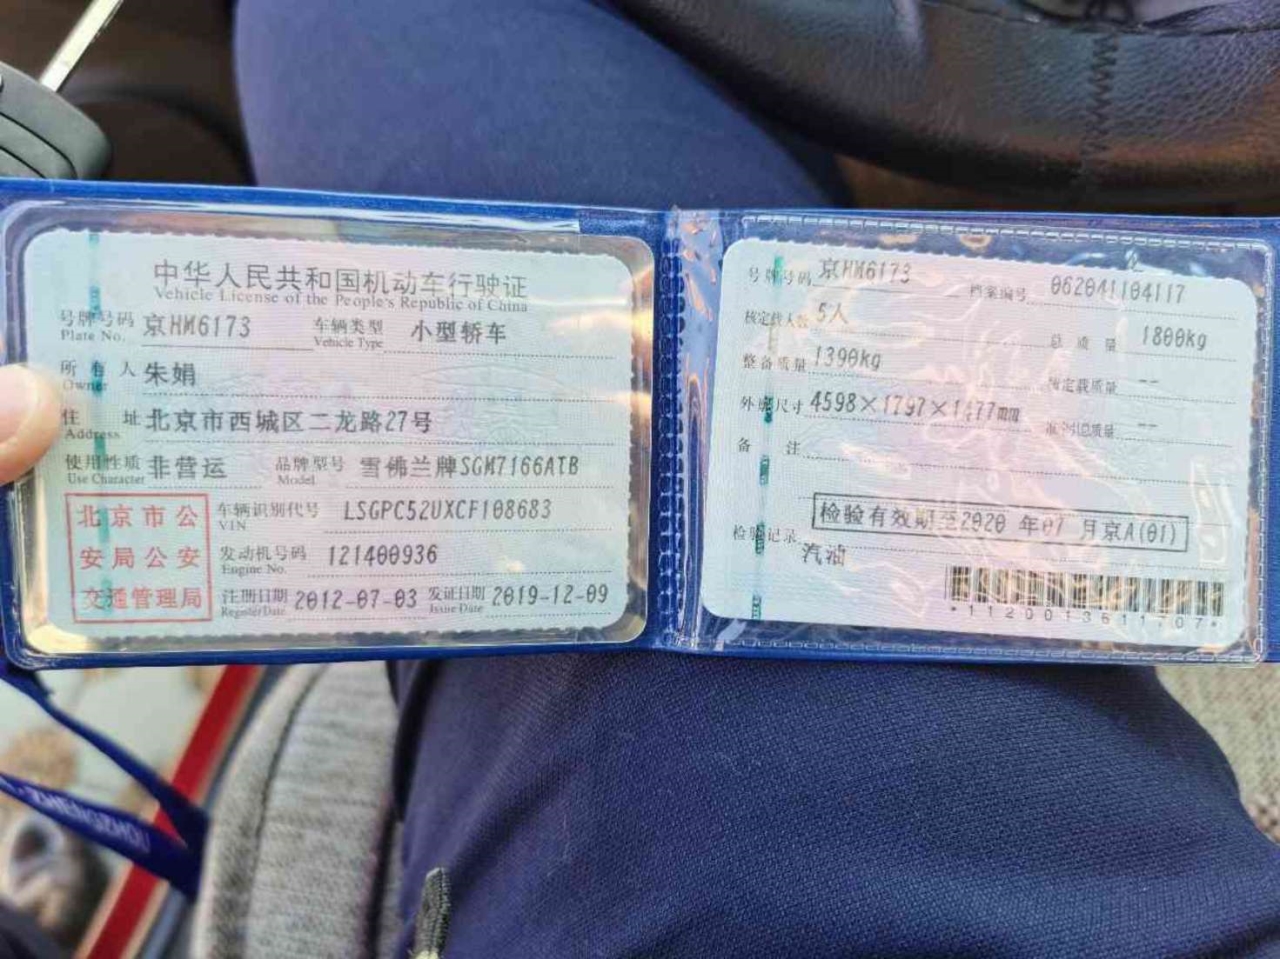 中华人民共和国机动车行驶证
Vehicle License of the People's Republic of China
号牌号码 京HM6173 车辆类型 小型轿车
Plate No. Vehicle Type
所有人 朱娟
Owner
住址 北京市西城区二龙路27号
Address
使用性质 非营运 品牌型号 雪佛兰牌SGM7166ATB
Use Character Model
北京市公
安局公安
交通管理局
车辆识别代号 LSGPC52UXCF108683
VIN
发动机号码 121400936
Engine No.
注册日期 2012-07-03 发证日期 2019-12-09
Register Date Issue Date
号牌号码 京HM6173 档案编号 062041104117
核定载人数 5人 总质量 1800kg
整备质量 1390kg 核定载质量 --
外廓尺寸 4598×1797×1477mm 准牵引总质量 --
备注
检验有效期至2020年07月京A(01)
检验记录
汽油
*1120013611707*
ZHENGZHOU